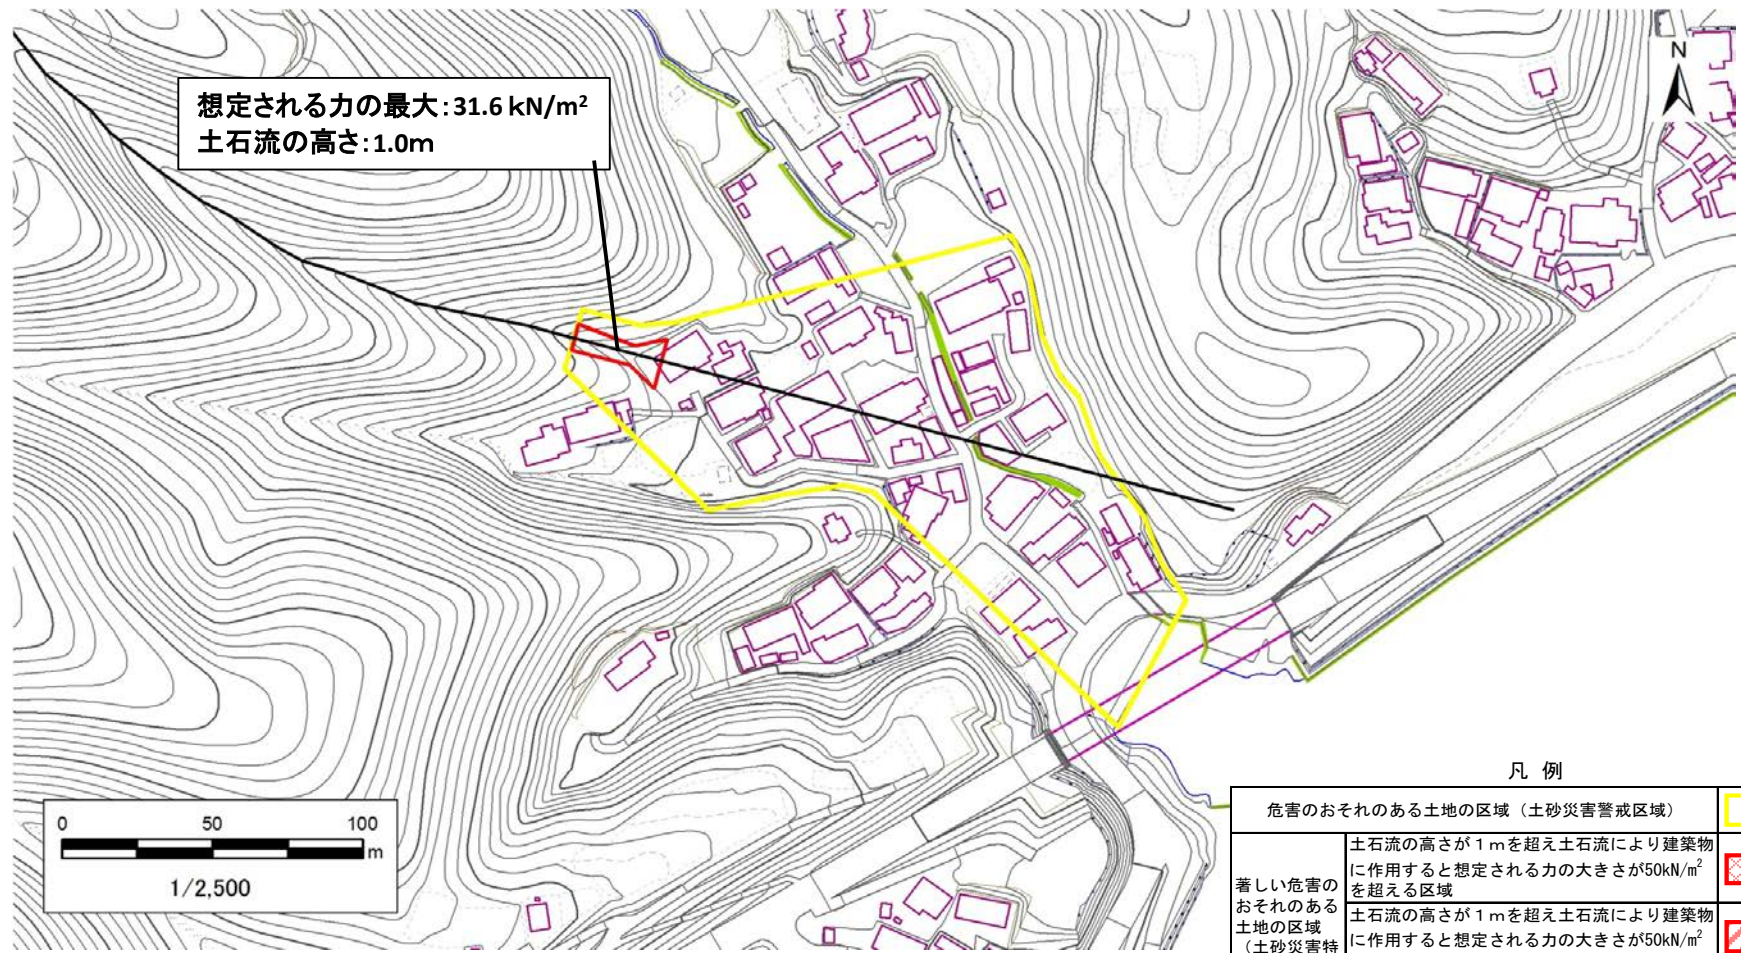 想定される力の最大:31.6 kN/m²
土石流の高さ:1.0m
N
0 50 100
m
1/2,500
凡 例
危害のおそれのある土地の区域（土砂災害警戒区域）
著しい危害の
おそれのある
土地の区域
（土砂災害特
土石流の高さが１ｍを超え土石流により建築物
に作用すると想定される力の大きさが50kN/m²
を超える区域
土石流の高さが１ｍを超え土石流により建築物
に作用すると想定される力の大きさが50kN/m²